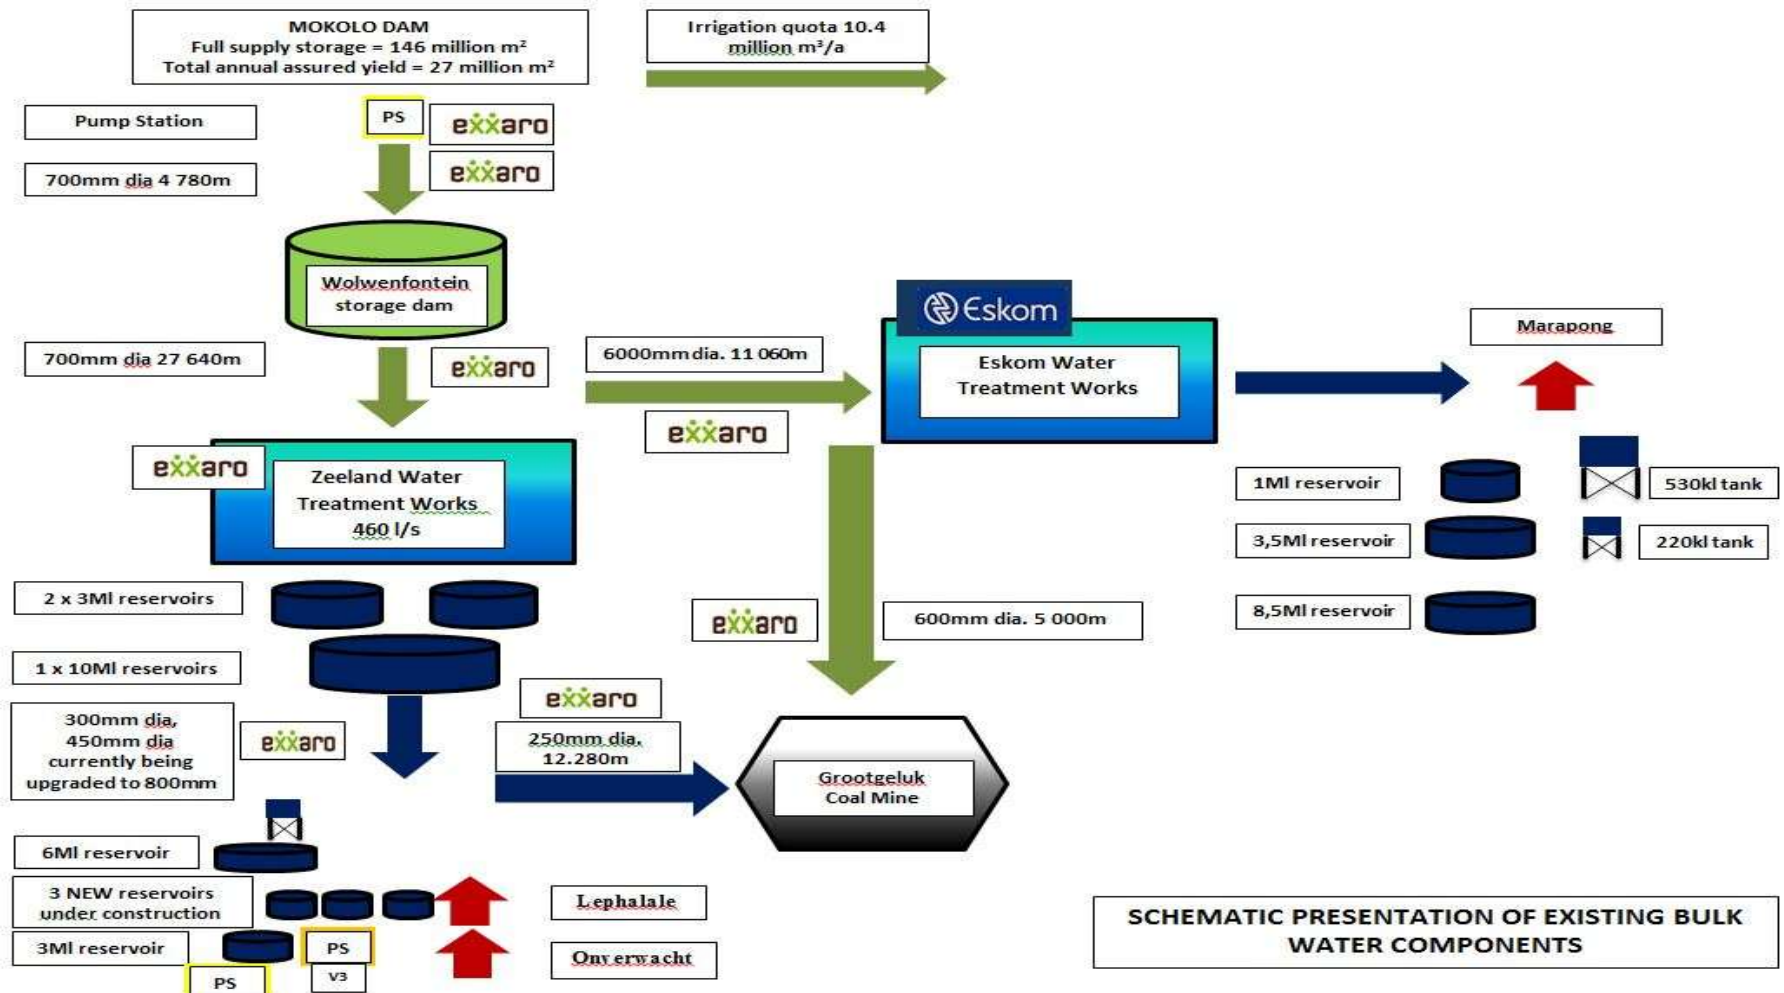 MOKOLO DAM
Full supply storage = 146 million m²
Total annual assured yield = 27 million m²
Irrigation quota 10.4
million m³/a
Pump Station
PS
exxaro
700mm dia 4 780m
exxaro
Wolwenfontein
storage dam
700mm dia 27 640m
exxaro
6000mm dia. 11 060m
exxaro
Eskom
Eskom Water
Treatment Works
Marapong
exxaro
Zeeland Water
Treatment Works
460 l/s
1Ml reservoir
530kl tank
3,5Ml reservoir
220kl tank
8,5Ml reservoir
2 x 3Ml reservoirs
exxaro
600mm dia. 5 000m
1 x 10Ml reservoirs
300mm dia,
450mm dia
currently being
upgraded to 800mm
exxaro
exxaro
250mm dia.
12.280m
Grootgeluk
Coal Mine
6Ml reservoir
3 NEW reservoirs
under construction
Lephalale
3Ml reservoir
PS
V3
PS
Onverwacht
SCHEMATIC PRESENTATION OF EXISTING BULK
WATER COMPONENTS